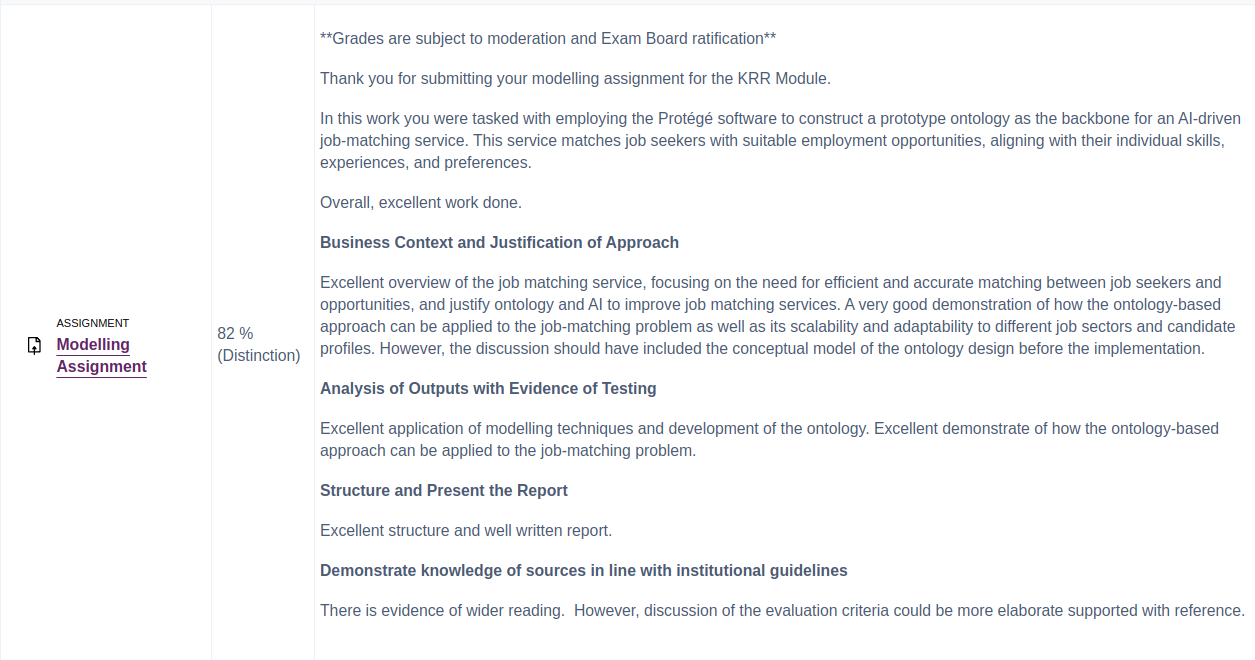 ASSIGNMENT
Modelling
Assignment
82 %
(Distinction)
**Grades are subject to moderation and Exam Board ratification**
Thank you for submitting your modelling assignment for the KRR Module.
In this work you were tasked with employing the Protégé software to construct a prototype ontology as the backbone for an AI-driven
job-matching service. This service matches job seekers with suitable employment opportunities, aligning with their individual skills,
experiences, and preferences.
Overall, excellent work done.
Business Context and Justification of Approach
Excellent overview of the job matching service, focusing on the need for efficient and accurate matching between job seekers and
opportunities, and justify ontology and AI to improve job matching services. A very good demonstration of how the ontology-based
approach can be applied to the job-matching problem as well as its scalability and adaptability to different job sectors and candidate
profiles. However, the discussion should have included the conceptual model of the ontology design before the implementation.
Analysis of Outputs with Evidence of Testing
Excellent application of modelling techniques and development of the ontology. Excellent demonstrate of how the ontology-based
approach can be applied to the job-matching problem.
Structure and Present the Report
Excellent structure and well written report.
Demonstrate knowledge of sources in line with institutional guidelines
There is evidence of wider reading.  However, discussion of the evaluation criteria could be more elaborate supported with reference.